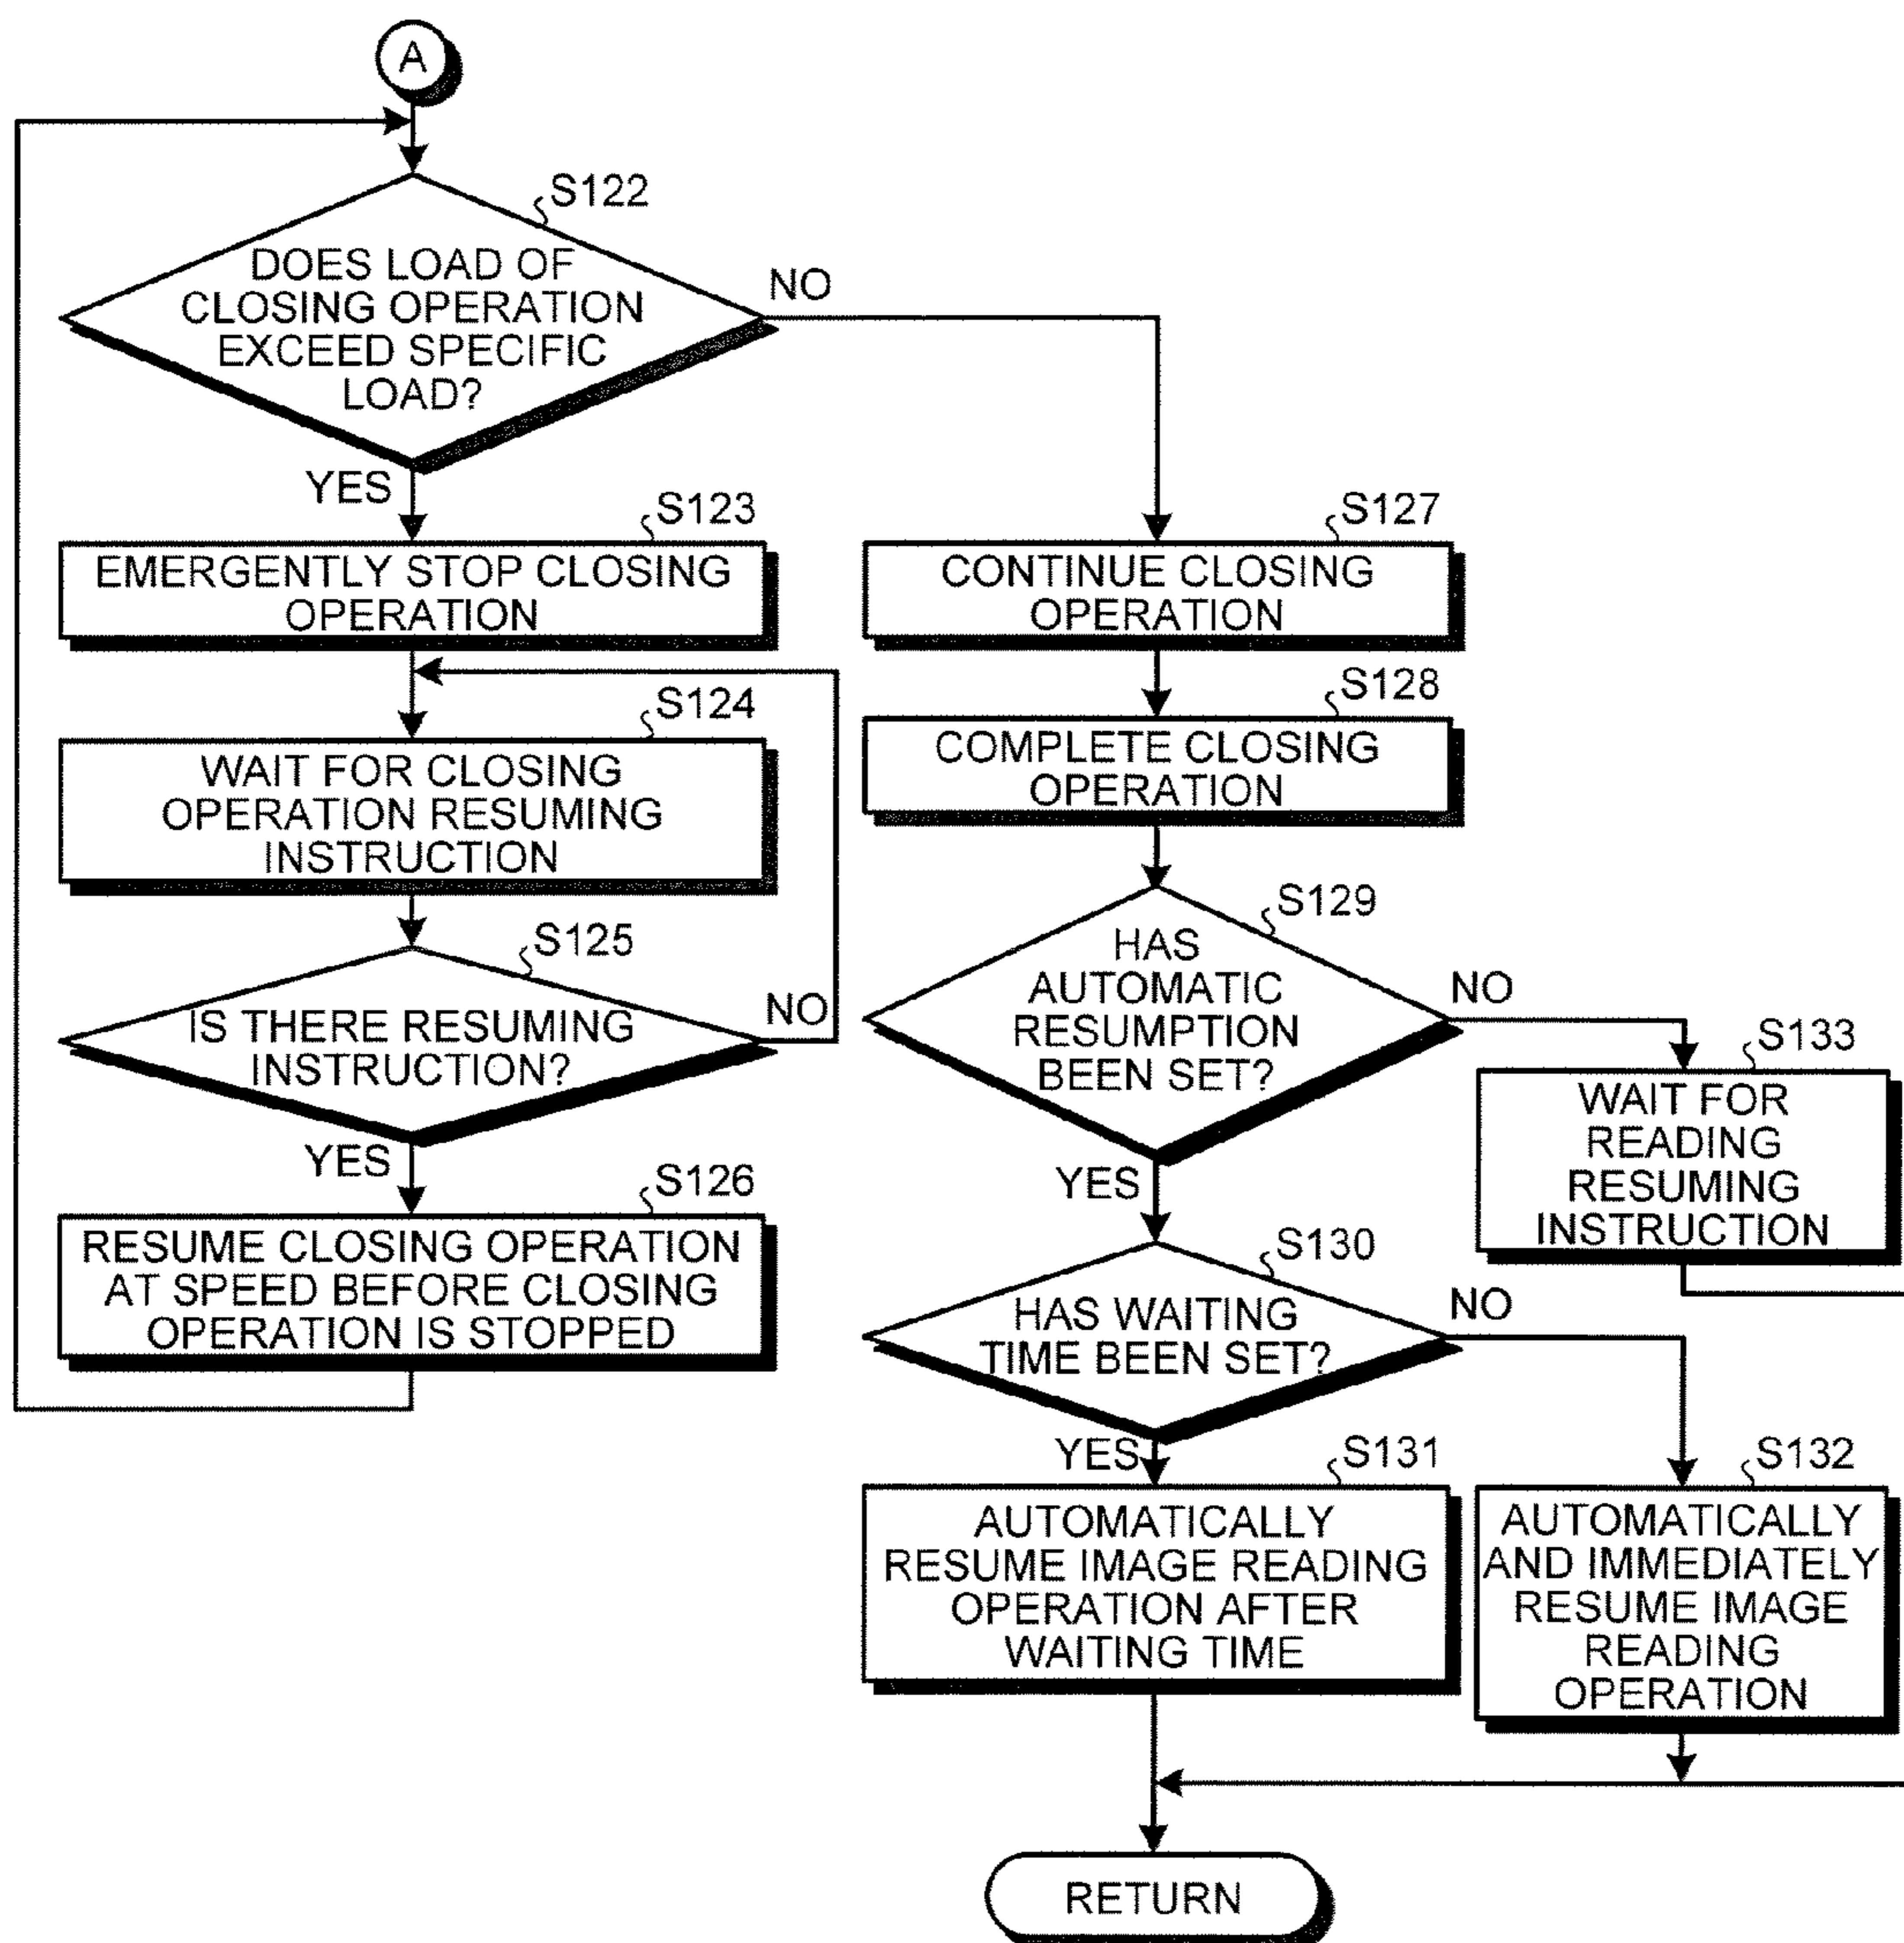 A
S122
DOES LOAD OF
CLOSING OPERATION
EXCEED SPECIFIC
LOAD?
NO
YES
S123
EMERGENTLY STOP CLOSING
OPERATION
S124
WAIT FOR CLOSING
OPERATION RESUMING
INSTRUCTION
S125
IS THERE RESUMING
INSTRUCTION?
NO
YES
S126
RESUME CLOSING OPERATION
AT SPEED BEFORE CLOSING
OPERATION IS STOPPED
S127
CONTINUE CLOSING
OPERATION
S128
COMPLETE CLOSING
OPERATION
S129
HAS
AUTOMATIC
RESUMPTION
BEEN SET?
NO
YES
S133
WAIT FOR
READING
RESUMING
INSTRUCTION
S130
HAS WAITING
TIME BEEN SET?
NO
YES
S131
AUTOMATICALLY
RESUME IMAGE READING
OPERATION AFTER
WAITING TIME
S132
AUTOMATICALLY
AND IMMEDIATELY
RESUME IMAGE
READING
OPERATION
RETURN